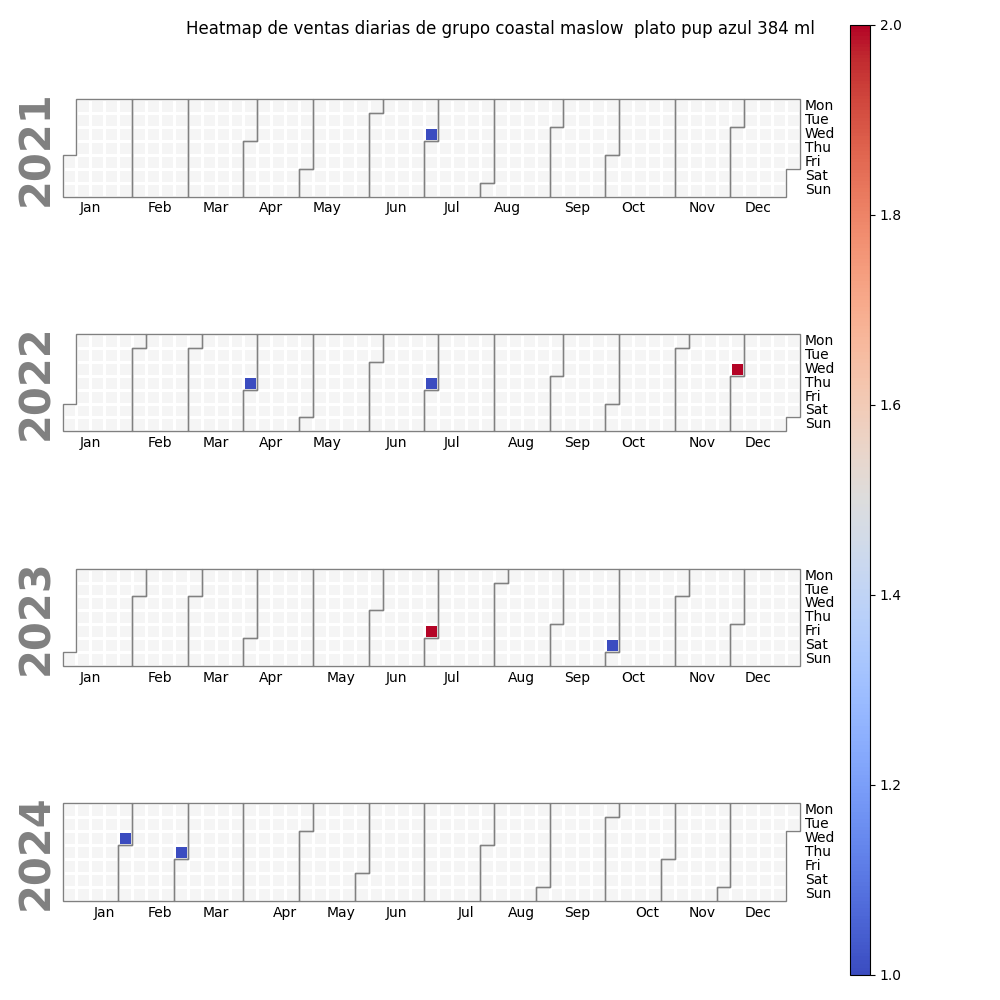 Heatmap de ventas diarias de grupo coastal maslow  plato pup azul 384 ml
2021
Mon
Tue
Wed
Thu
Fri
Sat
Sun
Jan Feb Mar Apr May Jun Jul Aug Sep Oct Nov Dec
2022
Mon
Tue
Wed
Thu
Fri
Sat
Sun
Jan Feb Mar Apr May Jun Jul Aug Sep Oct Nov Dec
2023
Mon
Tue
Wed
Thu
Fri
Sat
Sun
Jan Feb Mar Apr May Jun Jul Aug Sep Oct Nov Dec
2024
Mon
Tue
Wed
Thu
Fri
Sat
Sun
Jan Feb Mar Apr May Jun Jul Aug Sep Oct Nov Dec
2.0
1.8
1.6
1.4
1.2
1.0